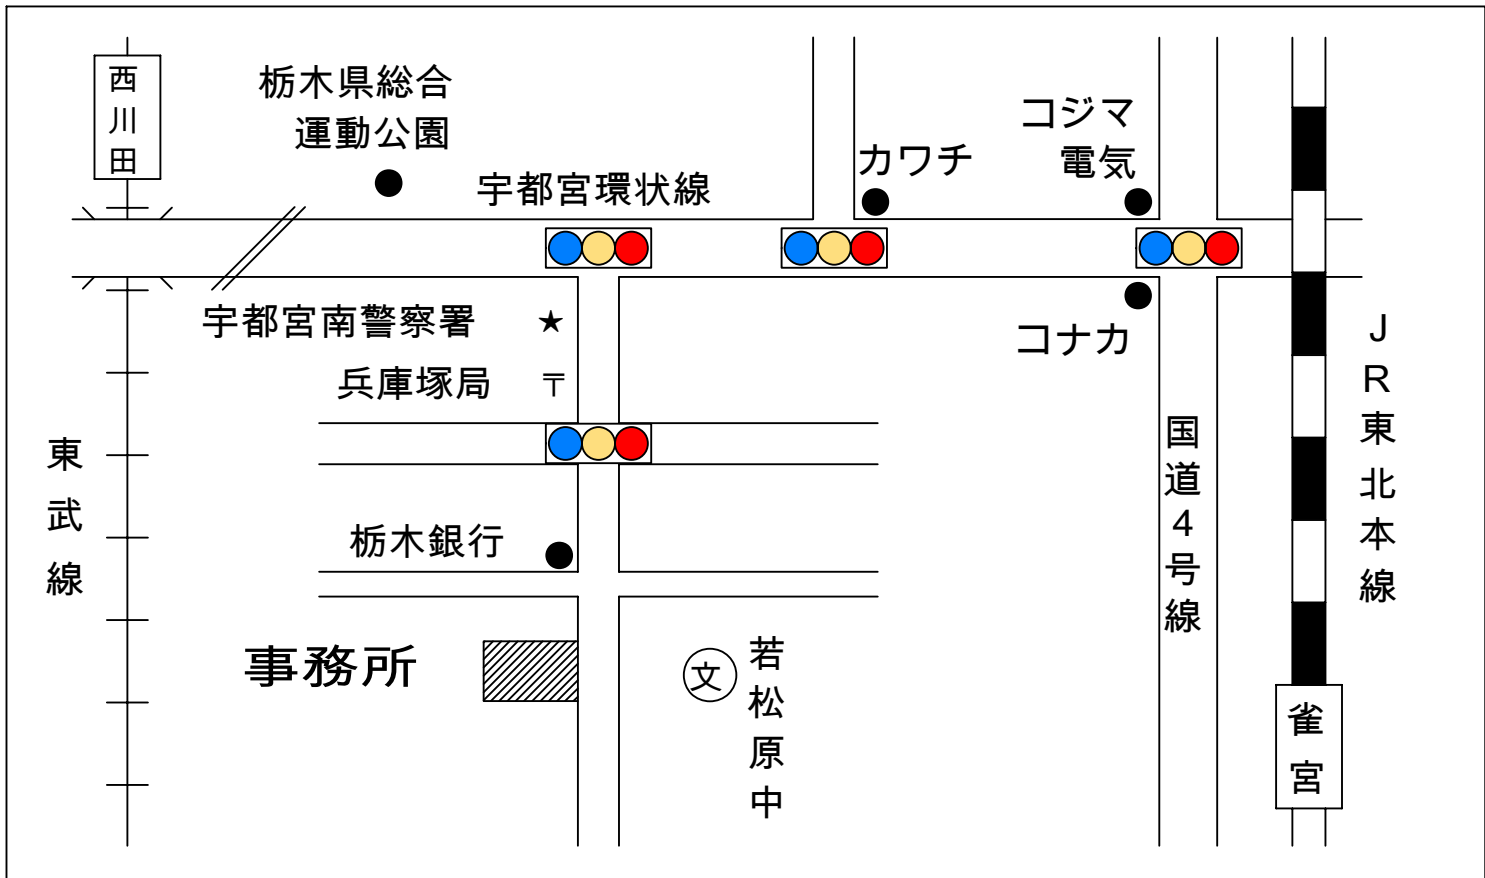 西川田
栃木県総合
運動公園
宇都宮環状線
カワチ
コジマ
電気
宇都宮南警察署
兵庫塚局 〒
コナカ
JR東北本線
国道4号線
東武線
栃木銀行
事務所
文
若松原中
雀宮